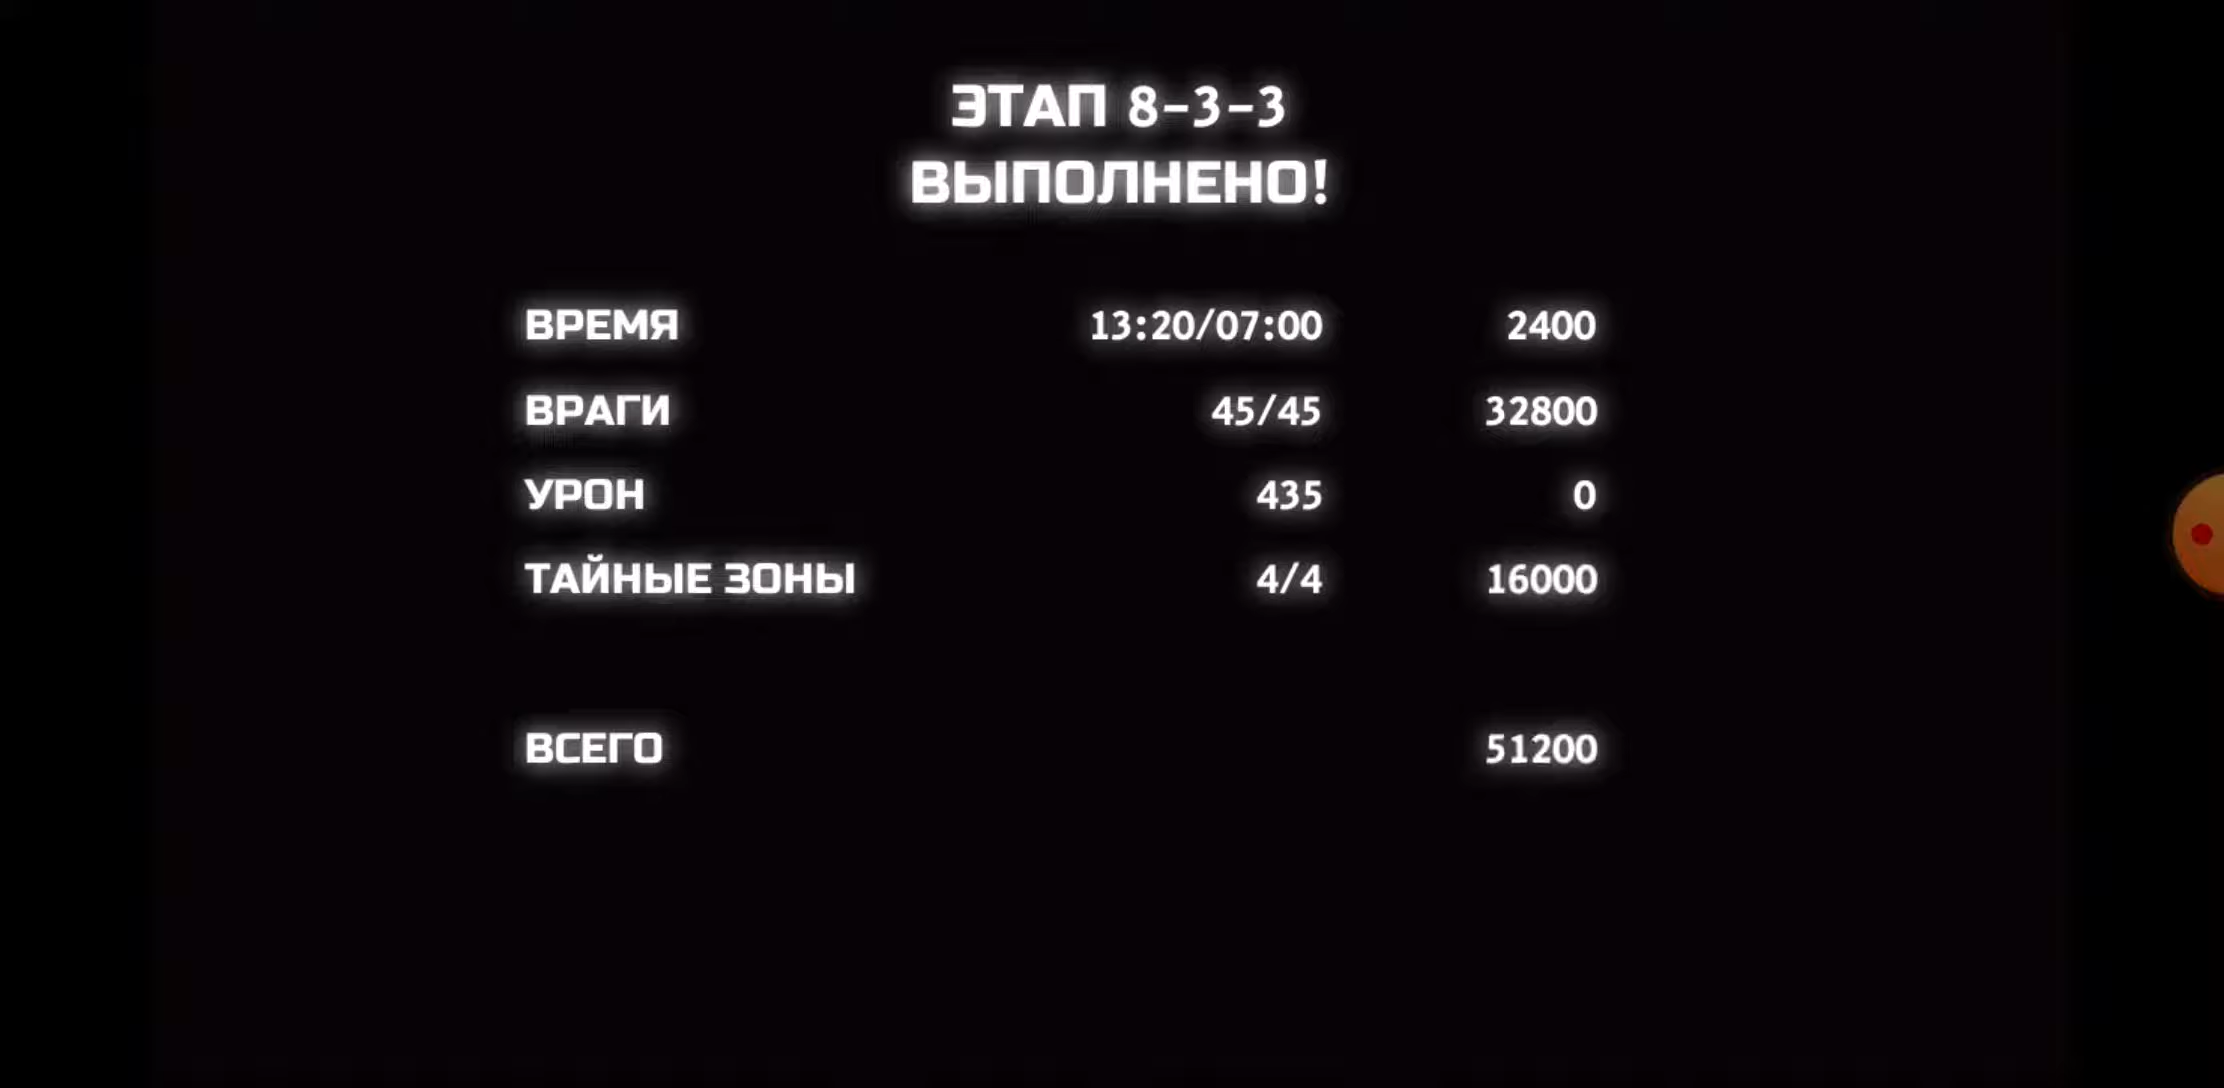 ЭТАП 8-3-3
ВЫПОЛНЕНО!
ВРЕМЯ 13:20/07:00 2400
ВРАГИ 45/45 32800
УРОН 435 0
ТАЙНЫЕ ЗОНЫ 4/4 16000
ВСЕГО 51200